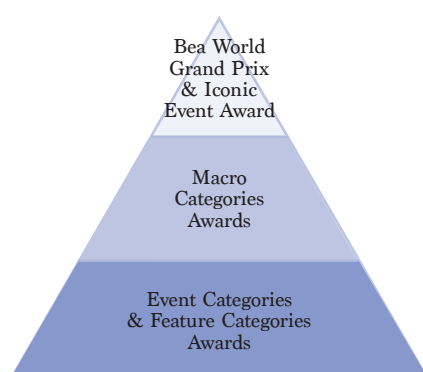 Bea World
Grand Prix
& Iconic
Event Award
Macro
Categories
Awards
Event Categories
& Feature Categories
Awards